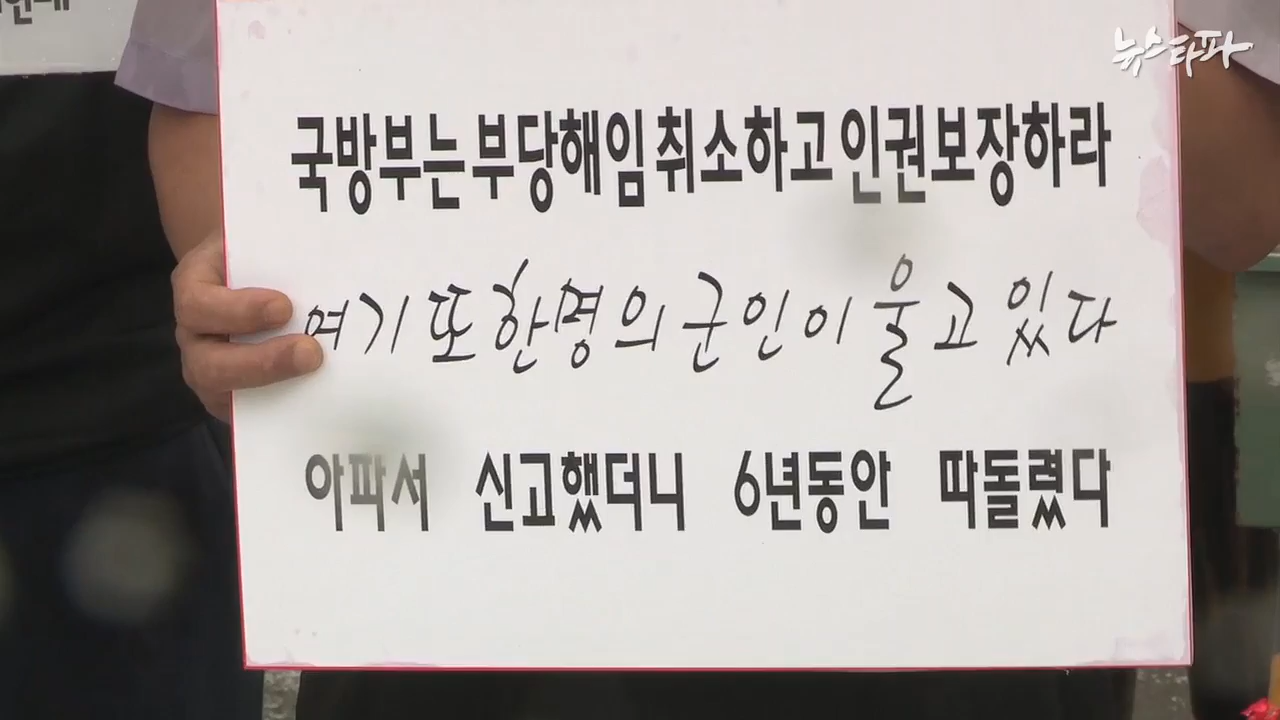 뉴스타파
국방부는 부당해임 취소하고 인권보장하라
여기 또 한명의 군인이 울고 있다
아파서 신고했더니 6년동안 따돌렸다